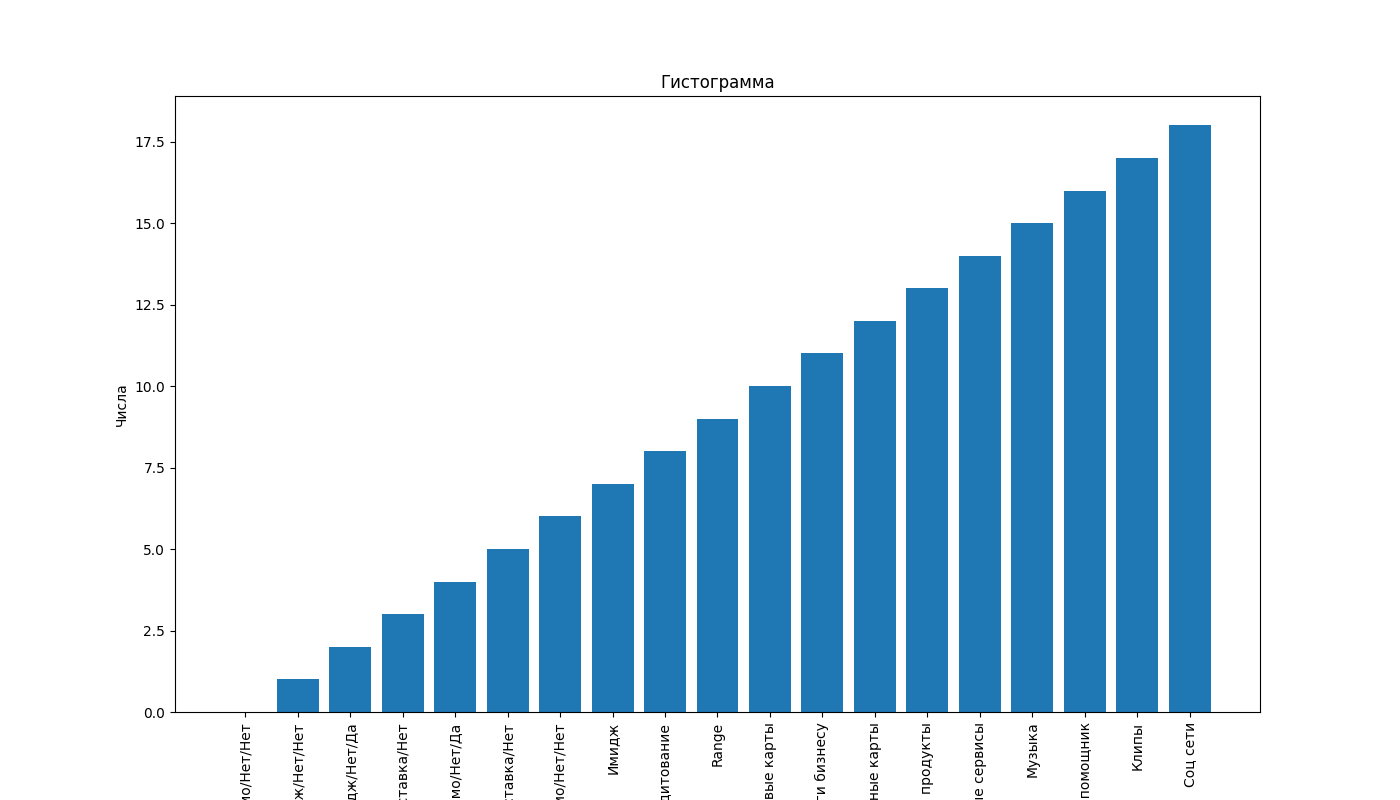 Гистограмма
17.5
15.0
12.5
10.0
7.5
5.0
2.5
0.0
Числа
мо/Нет/Нет
ж/Нет/Нет
дж/Нет/Да
ставка/Нет
мо/Нет/Да
ставка/Нет
мо/Нет/Нет
Имидж
дитование
Range
вые карты
ги бизнесу
ные карты
продукты
ые сервисы
Музыка
помощник
Клипы
Соц сети